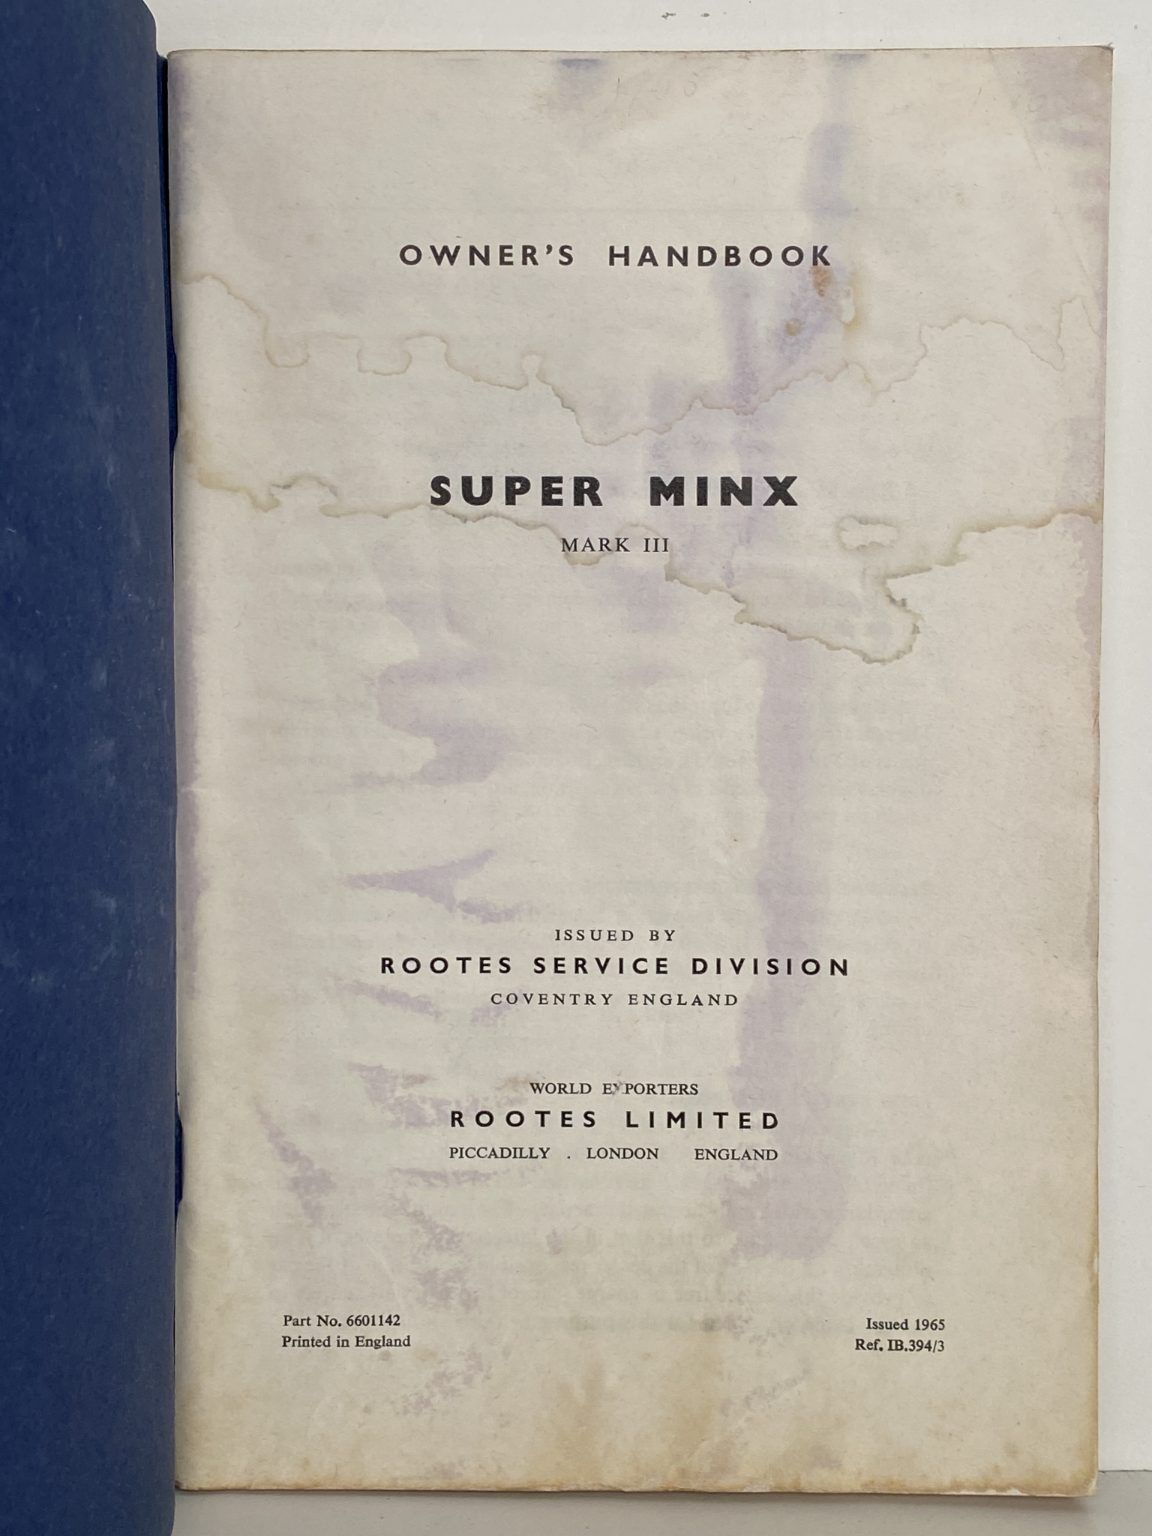 OWNER'S HANDBOOK
SUPER MINX
MARK III
ISSUED BY
ROOTES SERVICE DIVISION
COVENTRY ENGLAND
WORLD EXPORTERS
ROOTES LIMITED
PICCADILLY . LONDON ENGLAND
Part No. 6601142
Printed in England
Issued 1965
Ref. IB.394/3